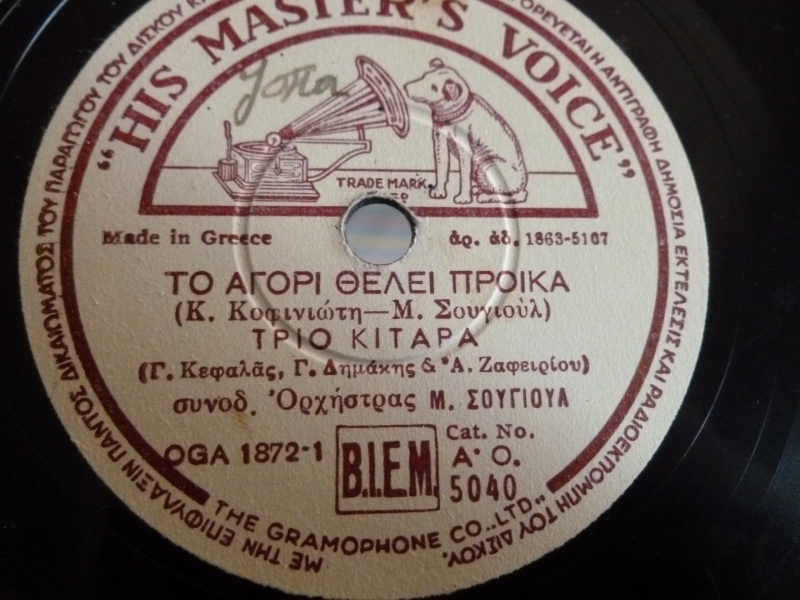 "HIS MASTER'S VOICE"
TRADE MARK
Made in Greece
ἀρ. ἀδ. 1863-5107
ΤΟ ΑΓΟΡΙ ΘΕΛΕΙ ΠΡΟΙΚΑ
(Κ. Κοφινιώτη—Μ. Σουγιούλ)
ΤΡΙΟ ΚΙΤΑΡΑ
(Γ. Κεφαλᾶς, Γ. Δημάκης & Ἀ. Ζαφειρίου)
συνοδ. Ὀρχήστρας Μ. ΣΟΥΓΙΟΥΛ
OGA 1872-1
B.I.E.M.
Cat. No.
A. O.
5040
THE GRAMOPHONE CO., LTD.,
ΜΕ ΤΗΝ ΕΠΙΦΥΛΑΞΙΝ ΠΑΝΤΟΣ ΔΙΚΑΙΩΜΑΤΟΣ ΤΟΥ ΠΑΡΑΓΩΓΟΥ ΤΟΥ ΔΙΣΚΟΥ
ΟΡΕΥΕΤΑΙ Η ΑΝΤΙΓΡΑΦΗ ΔΗΜΟΣΙΑ ΕΚΤΕΛΕΣΙΣ ΚΑΙ ΡΑΔΙΟΕΚΠΟΜΠΗ ΤΟΥ ΔΙΣΚΟΥ.